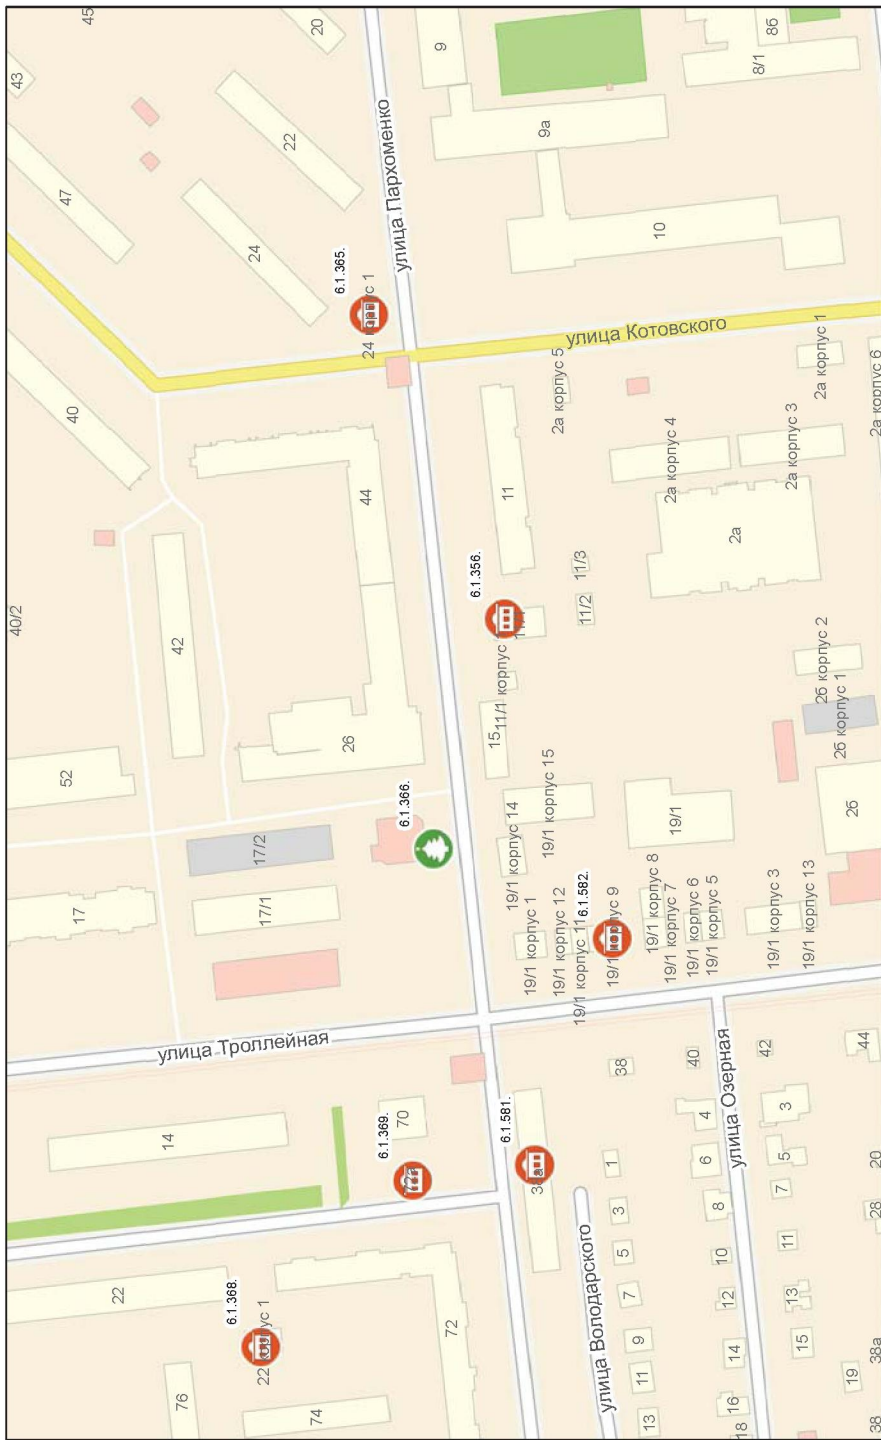 40/2
43
47
45
20
76
22
14
17
52
40
74
22 корпус 1
6.1.368.
улица Троллейная
17/1
17/2
42
24
22
26
44
6.1.365.
24 корпус 1
72
6.1.369.
72а
70
6.1.366.
улица Пархоменко
9
6.1.581.
38а
6.1.356.
11
15
11/1 корпус 1
11/1
19/1 корпус 14
19/1 корпус 15
19/1 корпус 1
19/1 корпус 12
19/1 корпус 11
6.1.582.
19/1 корпус 9
11/2
11/3
2а корпус 5
9а
улица Котовского
улица Володарского
1
3
5
7
9
11
13
38
19/1 корпус 8
19/1 корпус 7
19/1 корпус 6
19/1 корпус 5
19/1
2а корпус 4
10
40
4
6
8
10
12
14
16
18
улица Озерная
2а
8/1
8б
42
3
5
7
11
13
15
19/1 корпус 3
19/1 корпус 13
2а корпус 3
2б корпус 2
2б корпус 1
2а корпус 1
44
20
28
38а
19
38
2б
2а корпус 6